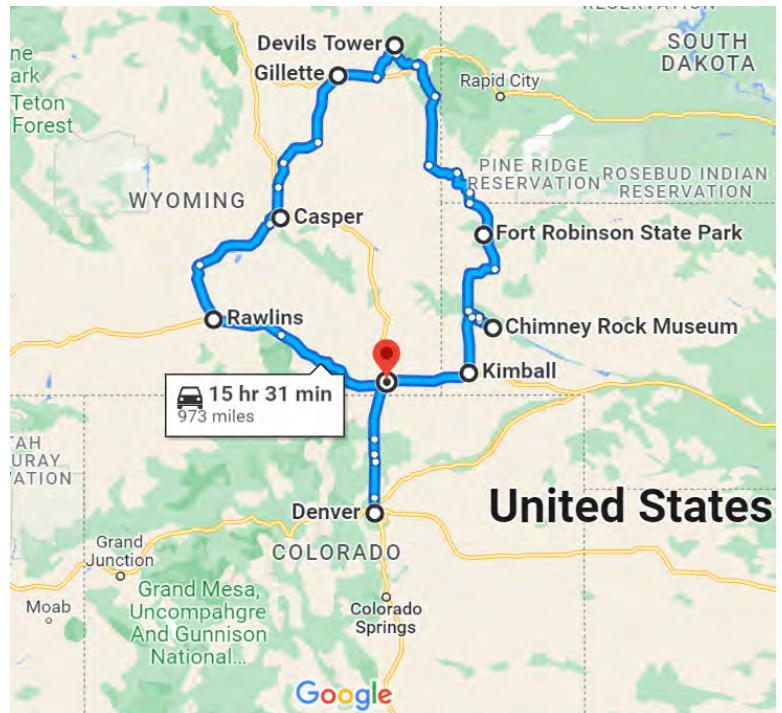 RESERVATION
SOUTH
DAKOTA
Devils Tower
Gillette
Rapid City
ne
ark
Teton
Forest
PINE RIDGE
RESERVATION
ROSEBUD INDIAN
RESERVATION
WYOMING
Casper
Fort Robinson State Park
Rawlins
Chimney Rock Museum
Kimball
15 hr 31 min
973 miles
TAH
URAY
VATION
Denver
United States
COLORADO
Grand
Junction
Moab
Grand Mesa,
Uncompahgre
And Gunnison
National...
Colorado
Springs
Google